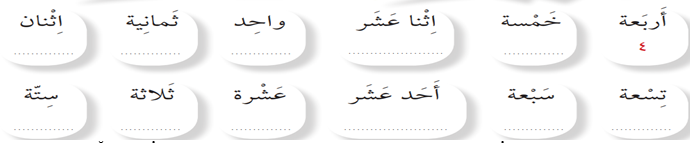 أَربَعة خَمْسة اِثْنا عَشَر واحِد ثَمانِية اِثْنان
٤
تِسْعة سَبْعة أَحَد عَشَر عَشْرة ثَلاثة سِتّة